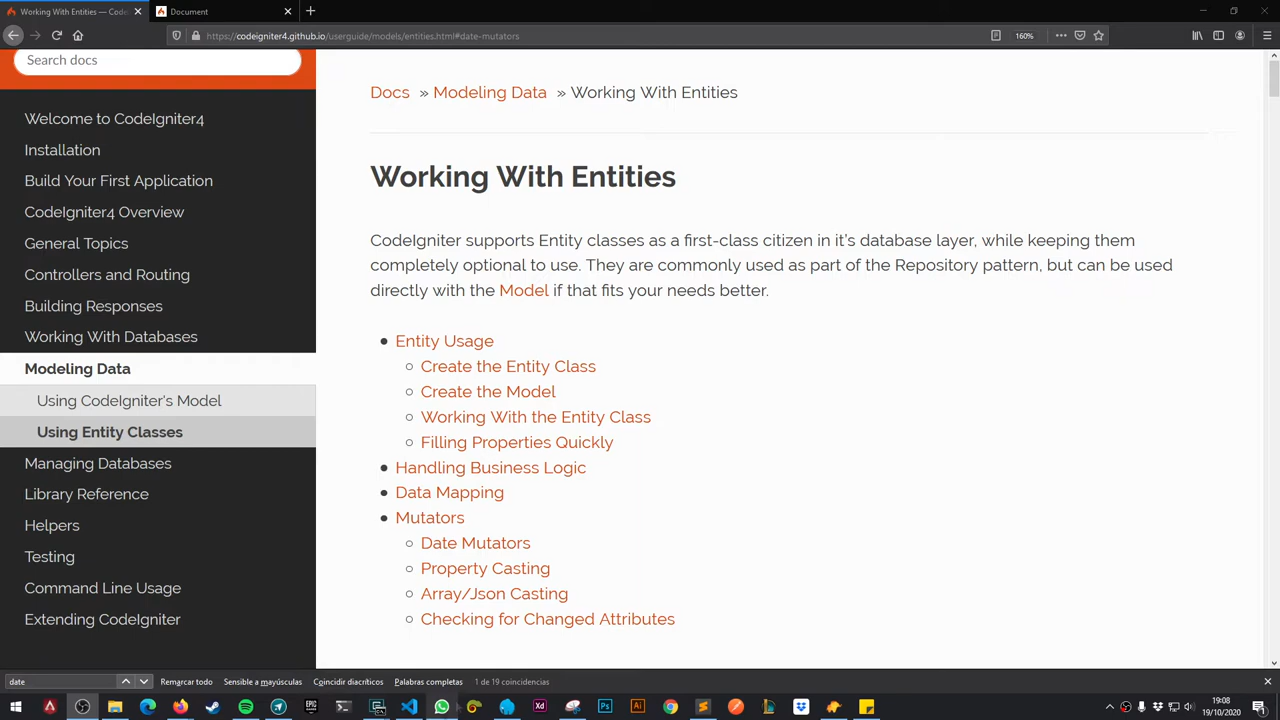 Working With Entities — Code
Document
https://codeigniter4.github.io/userguide/models/entities.html#date-mutators
160%
Search docs
Welcome to CodeIgniter4
Installation
Build Your First Application
CodeIgniter4 Overview
General Topics
Controllers and Routing
Building Responses
Working With Databases
Modeling Data
Using CodeIgniter's Model
Using Entity Classes
Managing Databases
Library Reference
Helpers
Testing
Command Line Usage
Extending CodeIgniter
Docs » Modeling Data » Working With Entities
Working With Entities
CodeIgniter supports Entity classes as a first-class citizen in it's database layer, while keeping them
completely optional to use. They are commonly used as part of the Repository pattern, but can be used
directly with the Model if that fits your needs better.
Entity Usage
Create the Entity Class
Create the Model
Working With the Entity Class
Filling Properties Quickly
Handling Business Logic
Data Mapping
Mutators
Date Mutators
Property Casting
Array/Json Casting
Checking for Changed Attributes
date
Remarcar todo
Sensible a mayúsculas
Coincidir diacríticos
Palabras completas
1 de 19 coincidencias
EPIC
Xd
Ps
Ai
19:08
19/10/2020